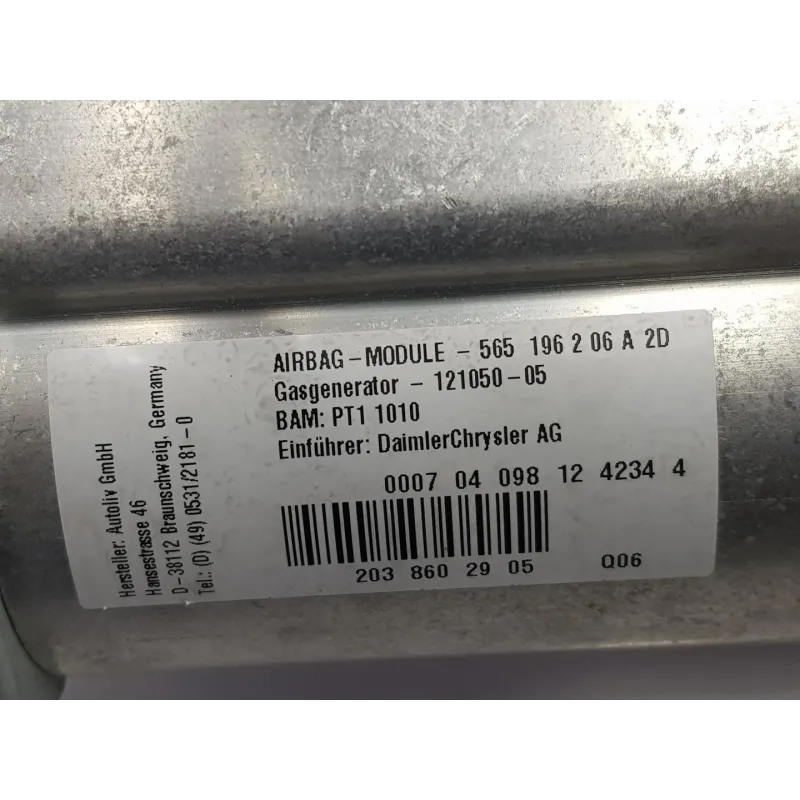 AIRBAG-MODULE - 565 196 2 06 A 2D
Gasgenerator - 121050-05
BAM: PT1 1010
Einführer: DaimlerChrysler AG
0007 04 098 12 4234 4
203 860 29 05
Q06
Hersteller: Autoliv GmbH
Hansestrasse 46
D-38112 Braunschweig, Germany
Tel.: (0) (49) 0531/2181-0